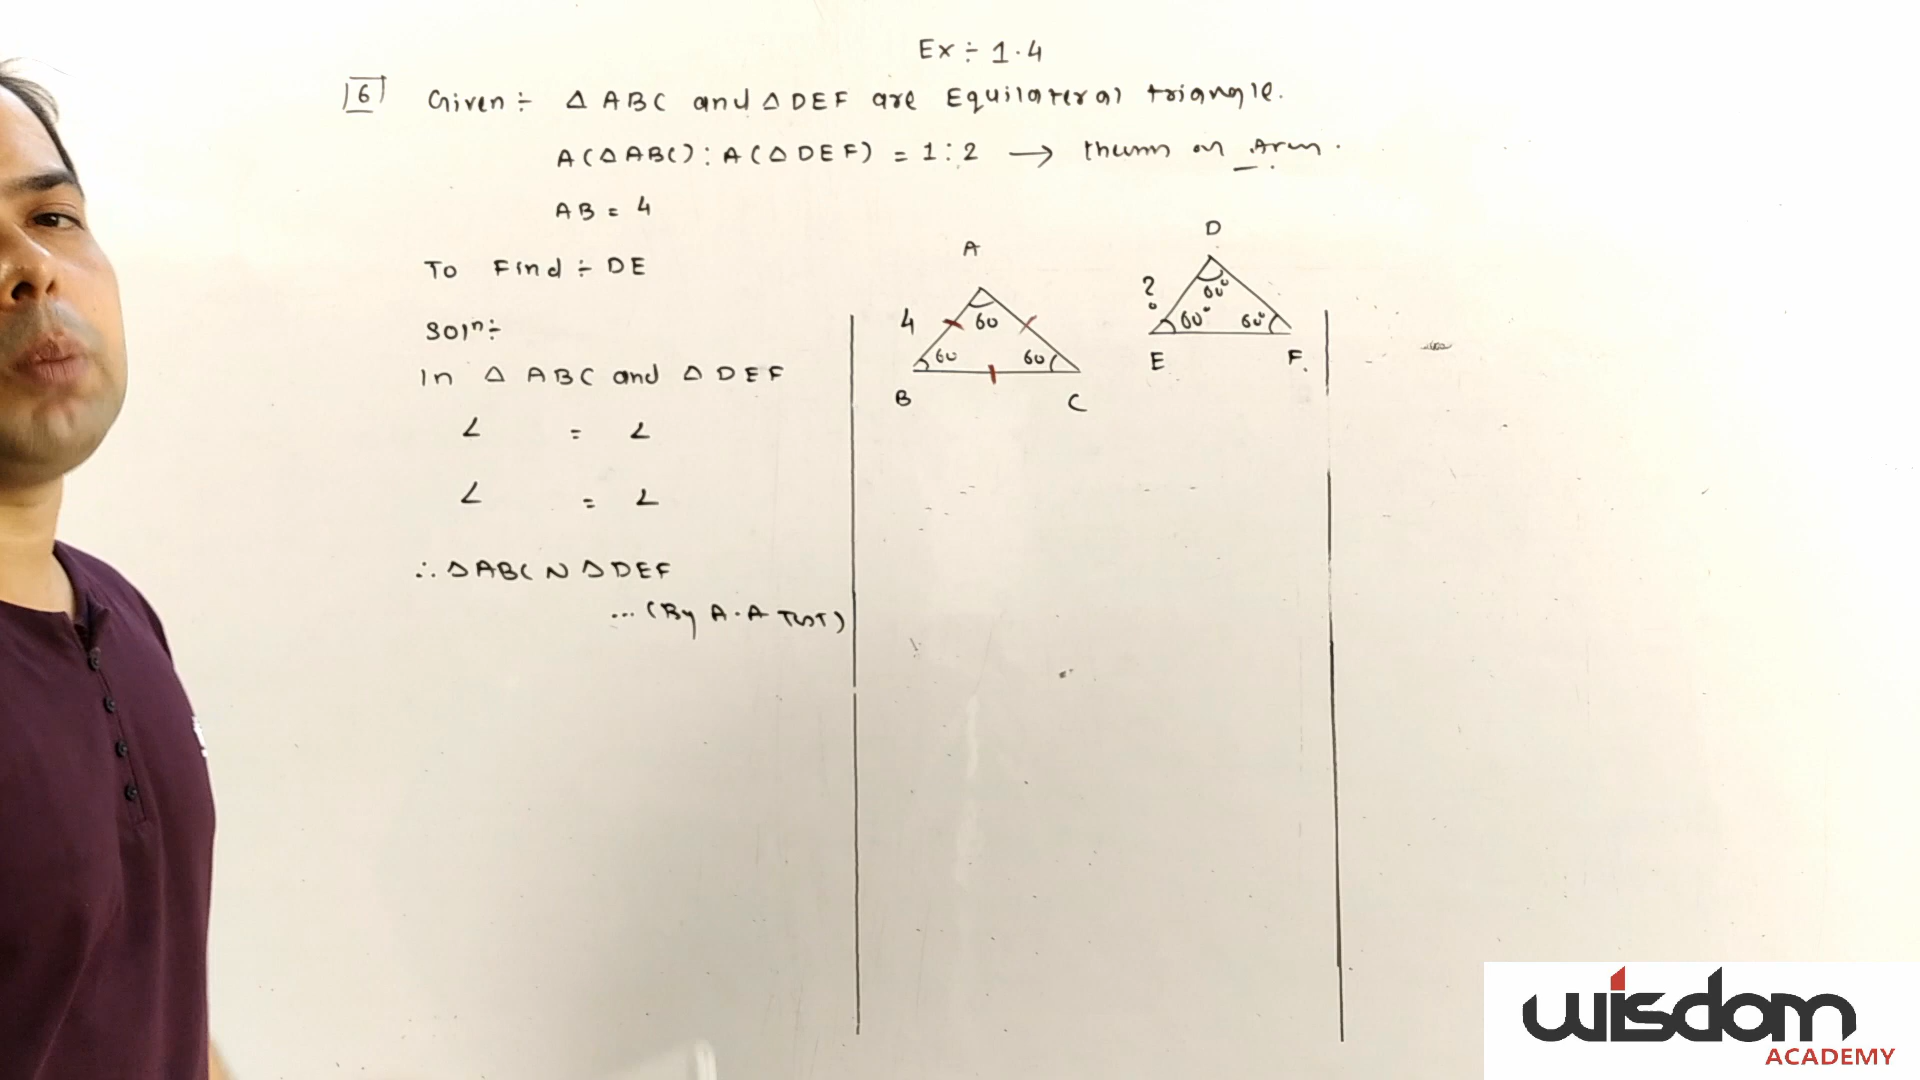 Ex ÷ 1.4
6 Given ÷ △ ABC and △ DEF are Equilateral triangle.
A(△ABC) : A(△DEF) = 1:2 → on
AB = 4
To Find ÷ DE
Soln ÷
In △ ABC and △ DEF
∠ = ∠
∠ = ∠
∴ △ABC ~ △DEF
... (By A.A Test)
A
4
60
60
60
B
C
D
?
60°
60°
60°
E
F.
wisdom
ACADEMY